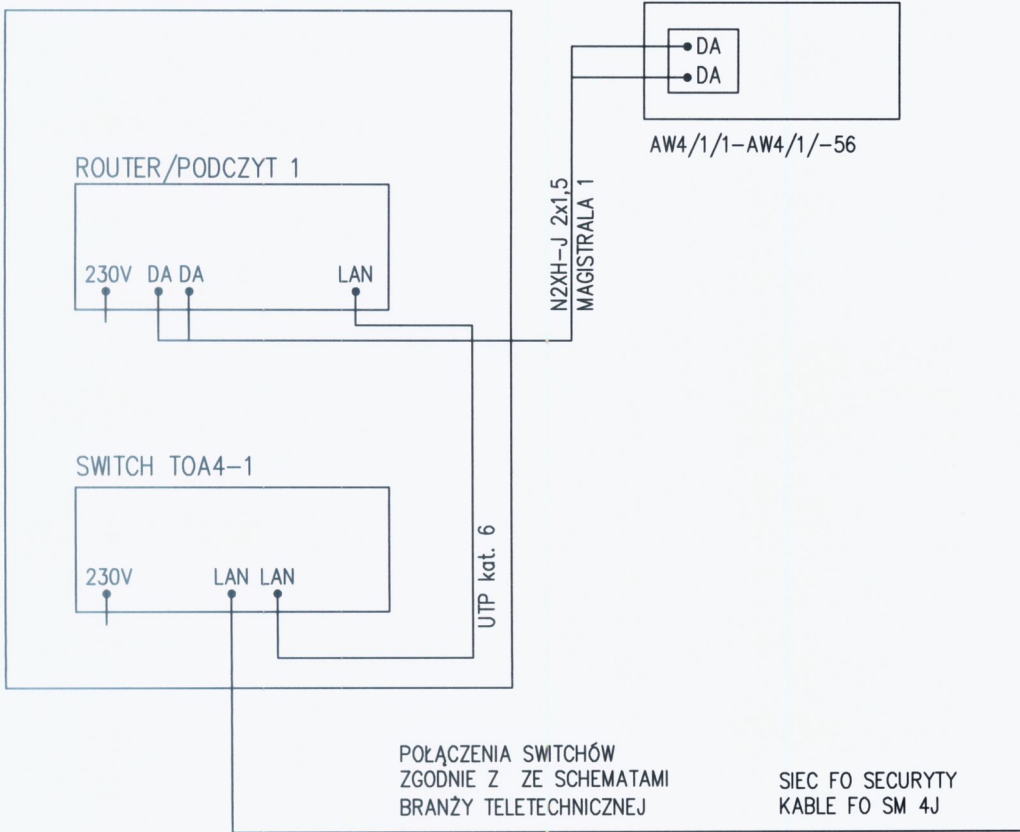 DA
DA
AW4/1/1-AW4/1/-56
ROUTER/PODCZYT 1
230V DA DA LAN
N2XH-J 2x1,5
MAGISTRALA 1
SWITCH TOA4-1
230V LAN LAN
UTP kat. 6
POŁĄCZENIA SWITCHÓW
ZGODNIE Z ZE SCHEMATAMI
BRANŻY TELETECHNICZNEJ
SIEC FO SECURYTY
KABLE FO SM 4J